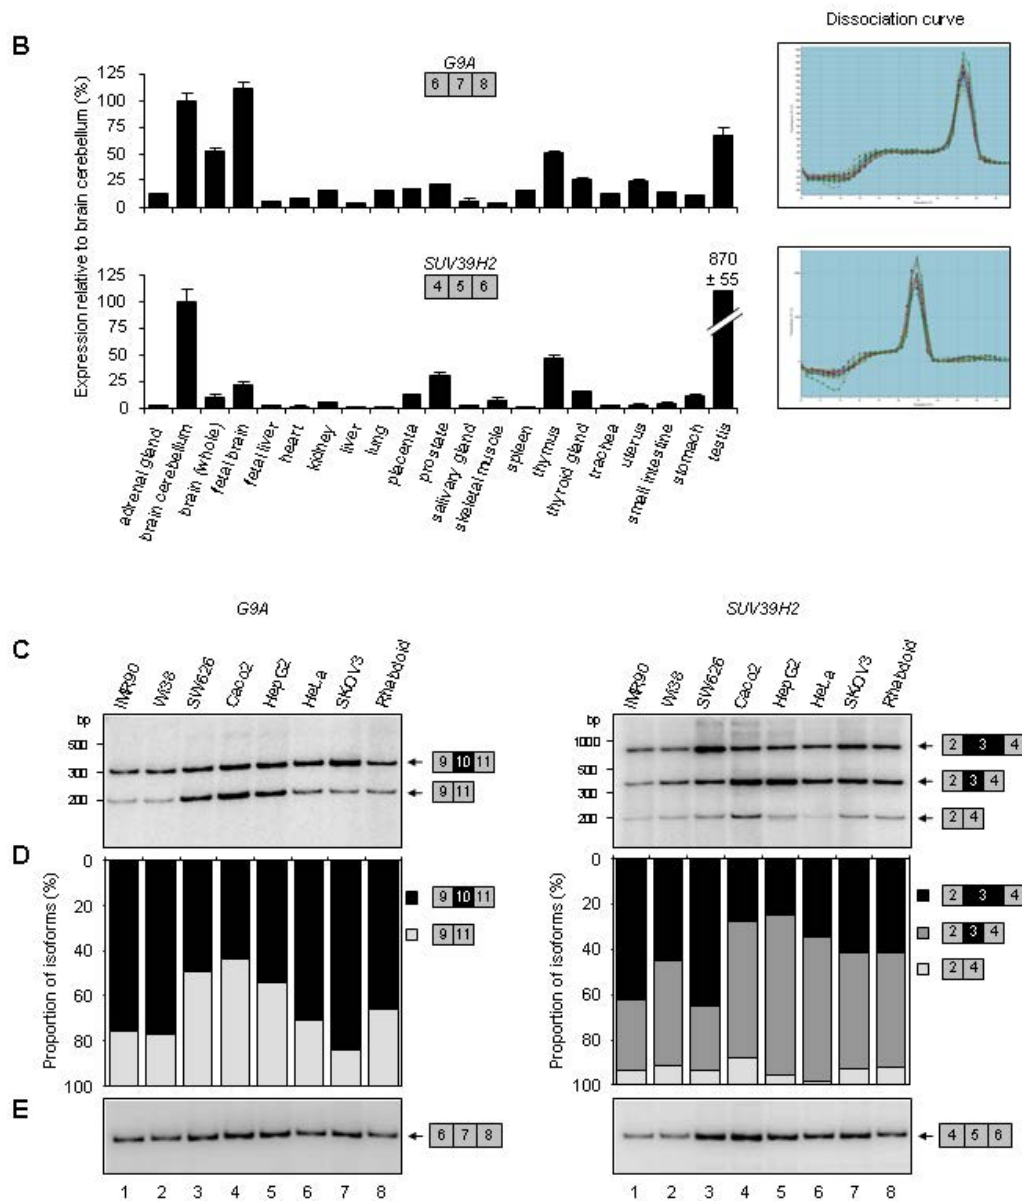 Dissociation curve
B
Expression relative to brain cerebellum (%)
G9A
6 7 8
125
100
75
50
25
0
SUV39H2
4 5 6
870
± 55
125
100
75
50
25
0
adrenal gland
brain cerebellum
brain (whole)
fetal brain
fetal liver
heart
kidney
liver
lung
placenta
prostate
salivary gland
skeletal muscle
spleen
thymus
thyroid gland
trachea
uterus
small intestine
stomach
testis
G9A
SUV39H2
C
IMR90
WI38
SW626
Caco2
HepG2
HeLa
SKOV3
Rhabdoid
bp
500
300
200
9 10 11
9 11
IMR90
WI38
SW626
Caco2
HepG2
HeLa
SKOV3
Rhabdoid
bp
1000
500
300
200
2 3 4
2 3 4
2 4
D
Proportion of isoforms (%)
0
20
40
60
80
100
9 10 11
9 11
Proportion of isoforms (%)
0
20
40
60
80
100
2 3 4
2 3 4
2 4
E
6 7 8
4 5 6
1 2 3 4 5 6 7 8
1 2 3 4 5 6 7 8